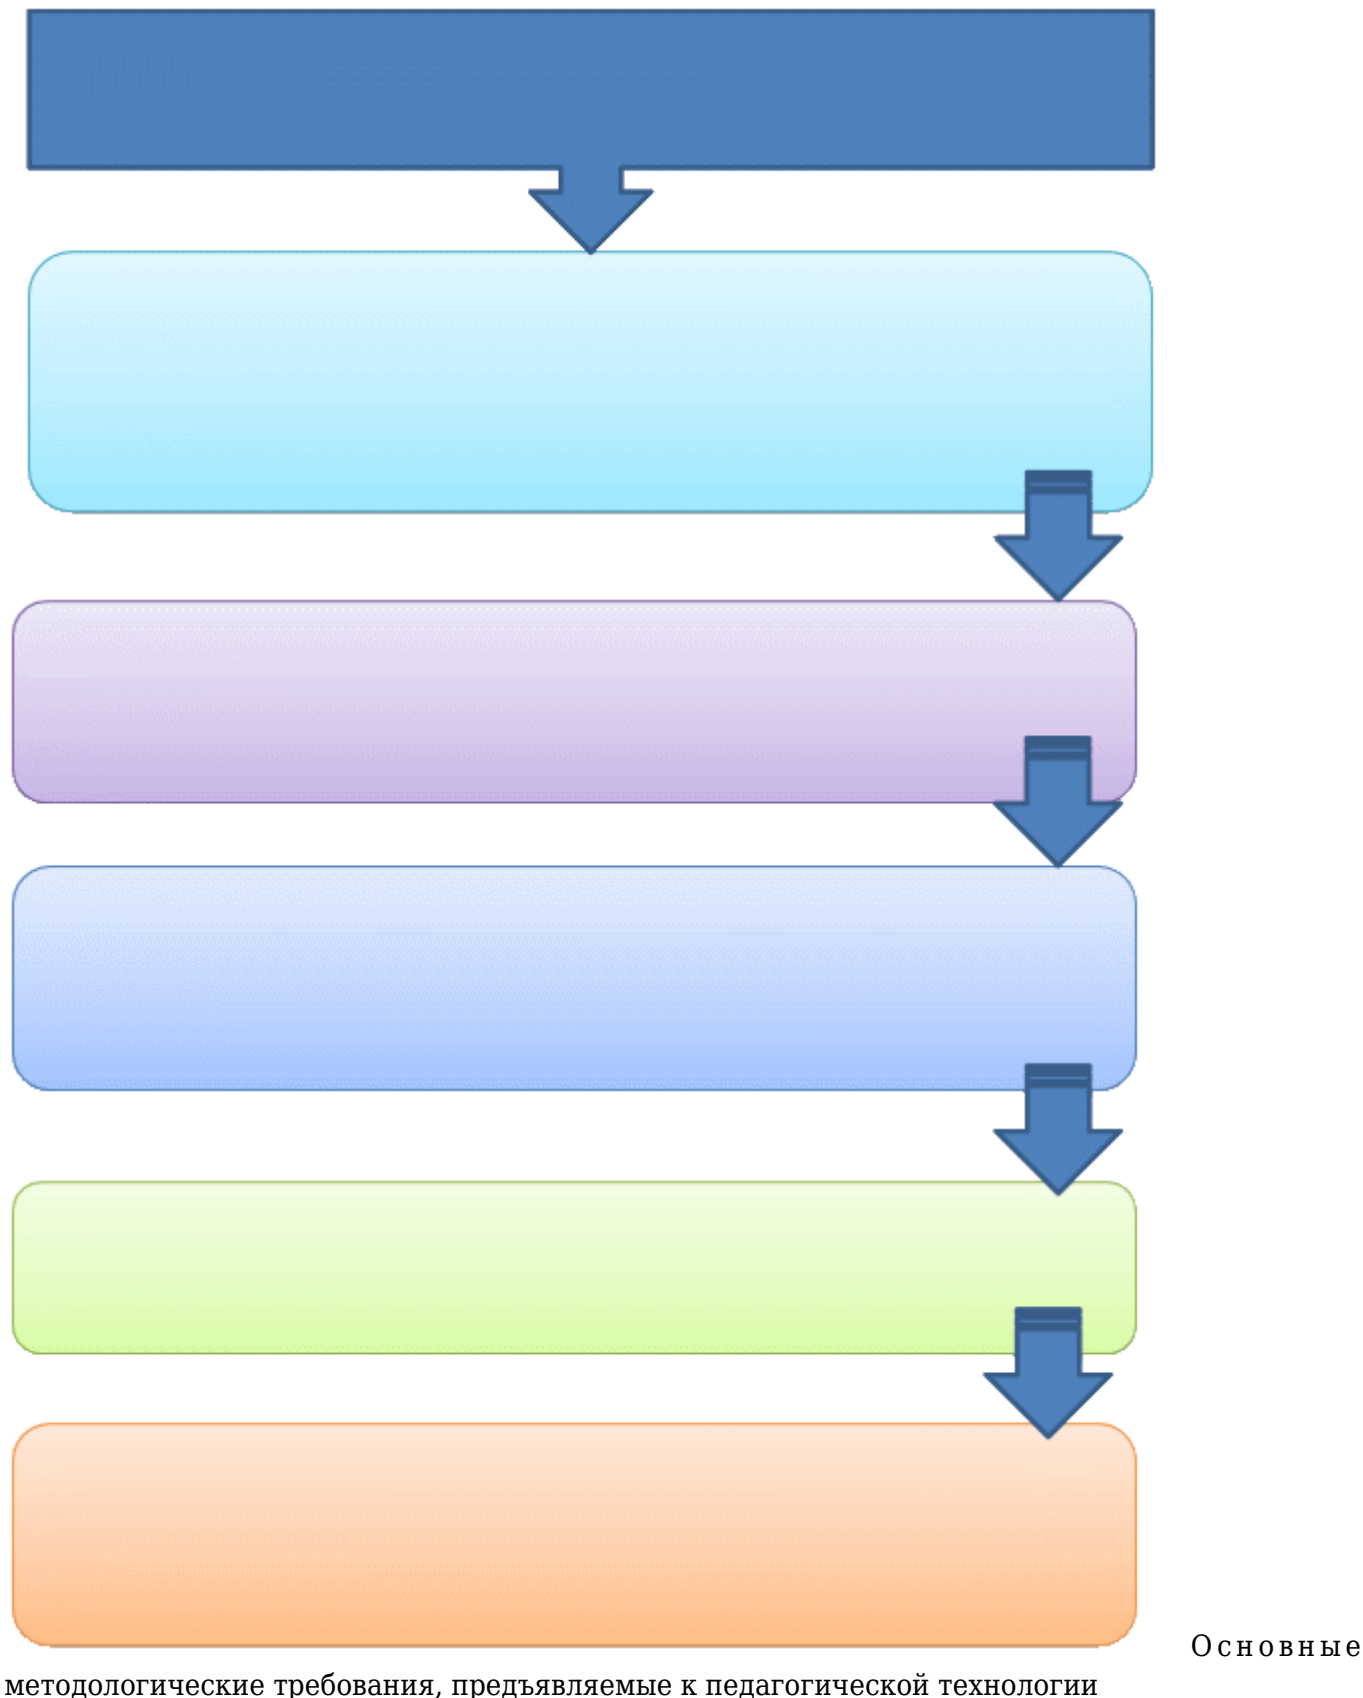 Основные
методологические требования, предъявляемые к педагогической технологии